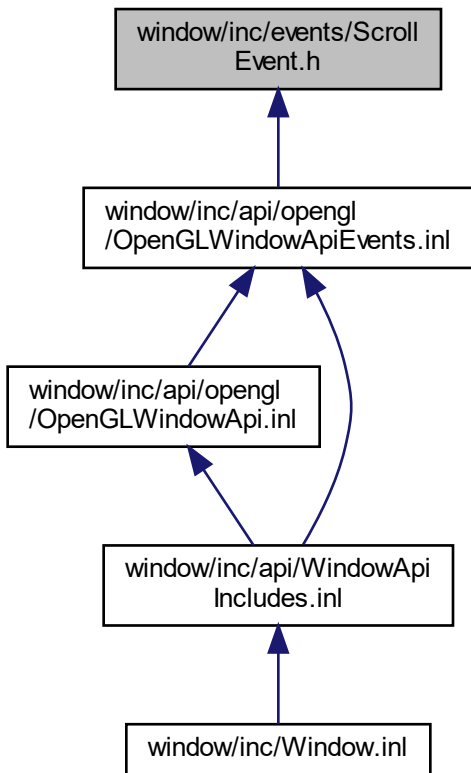 window/inc/events/Scroll
Event.h
window/inc/api/opengl
/OpenGLWindowApiEvents.inl
window/inc/api/opengl
/OpenGLWindowApi.inl
window/inc/api/WindowApi
Includes.inl
window/inc/Window.inl